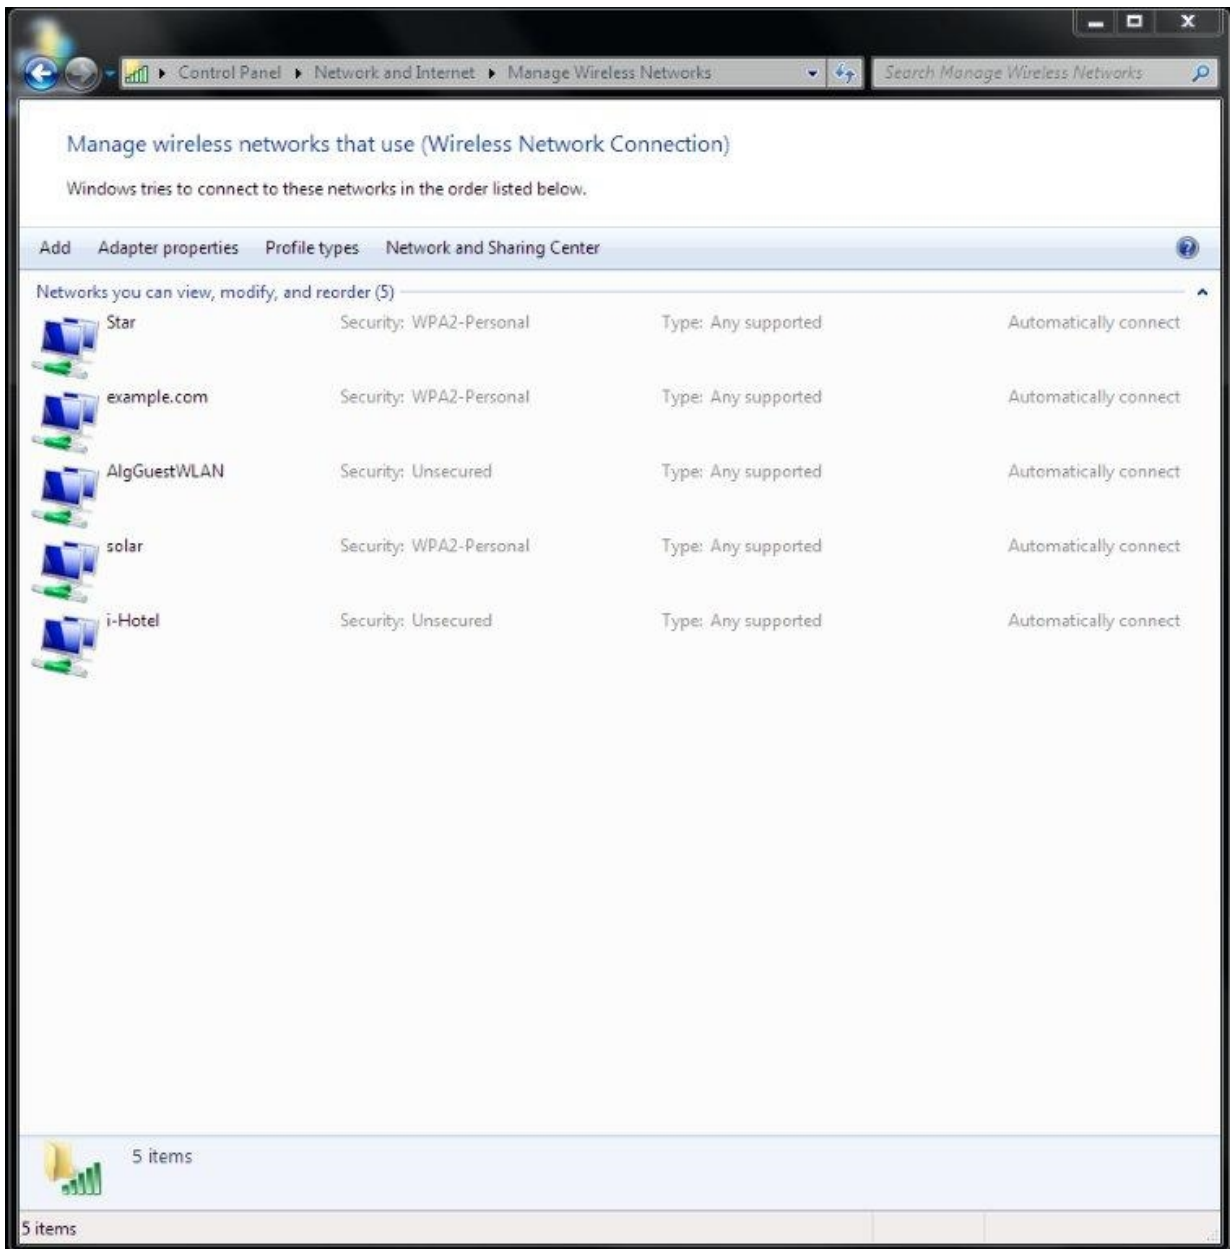 Control Panel ▸ Network and Internet ▸ Manage Wireless Networks Search Manage Wireless Networks
Manage wireless networks that use (Wireless Network Connection)
Windows tries to connect to these networks in the order listed below.
Add Adapter properties Profile types Network and Sharing Center
Networks you can view, modify, and reorder (5)
Star Security: WPA2-Personal Type: Any supported Automatically connect
example.com Security: WPA2-Personal Type: Any supported Automatically connect
AlgGuestWLAN Security: Unsecured Type: Any supported Automatically connect
solar Security: WPA2-Personal Type: Any supported Automatically connect
i-Hotel Security: Unsecured Type: Any supported Automatically connect
5 items
5 items